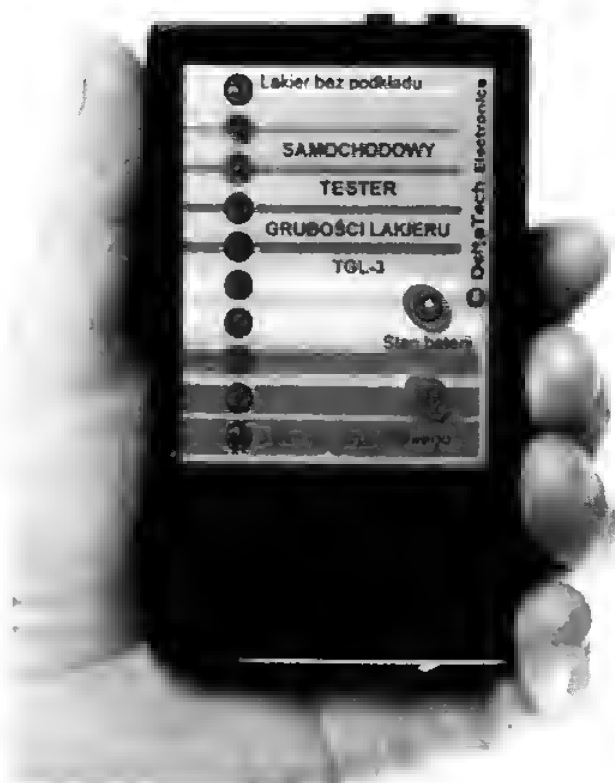 Lakier bez podkładu
SAMOCHODOWY
TESTER
GRUBOŚCI LAKIERU
TGL-3
© DeltaTech Electronics
Stan baterii